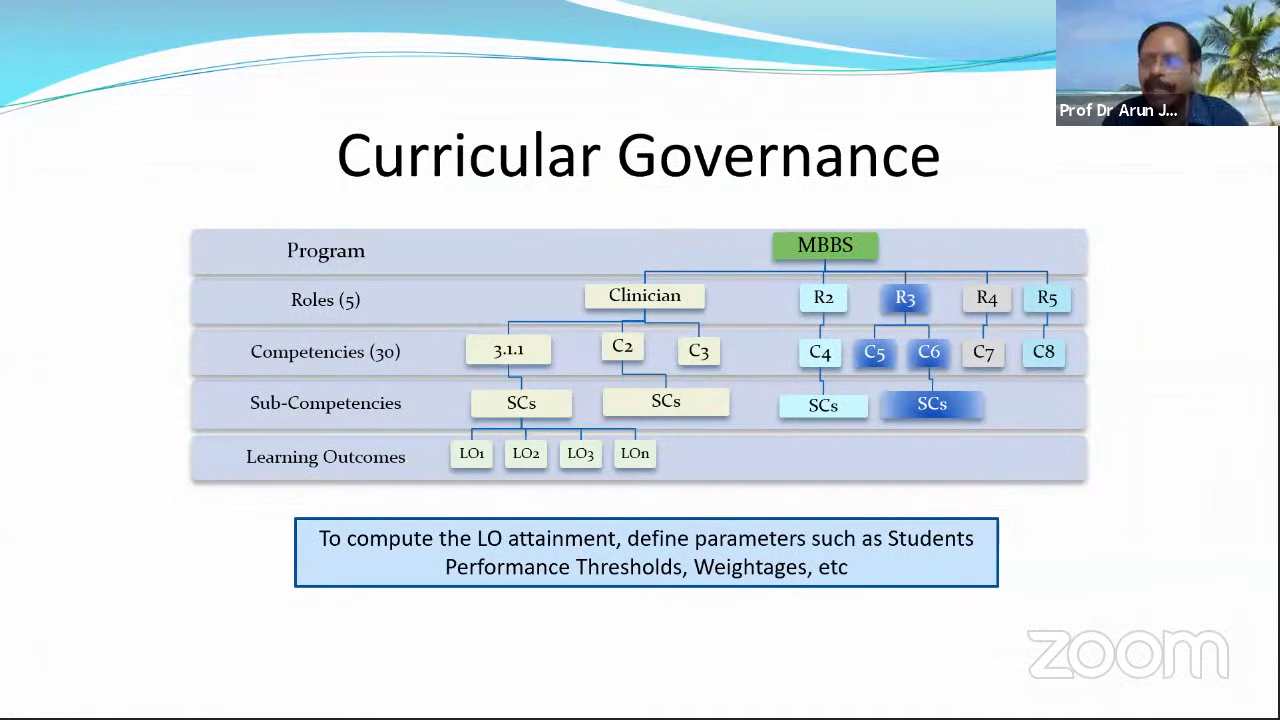 Prof Dr Arun J...
Curricular Governance
Program MBBS
Roles (5) Clinician R2 R3 R4 R5
Competencies (30) 3.1.1 C2 C3 C4 C5 C6 C7 C8
Sub-Competencies SCs SCs SCs SCs
Learning Outcomes LO1 LO2 LO3 LOn
To compute the LO attainment, define parameters such as Students
Performance Thresholds, Weightages, etc
zoom